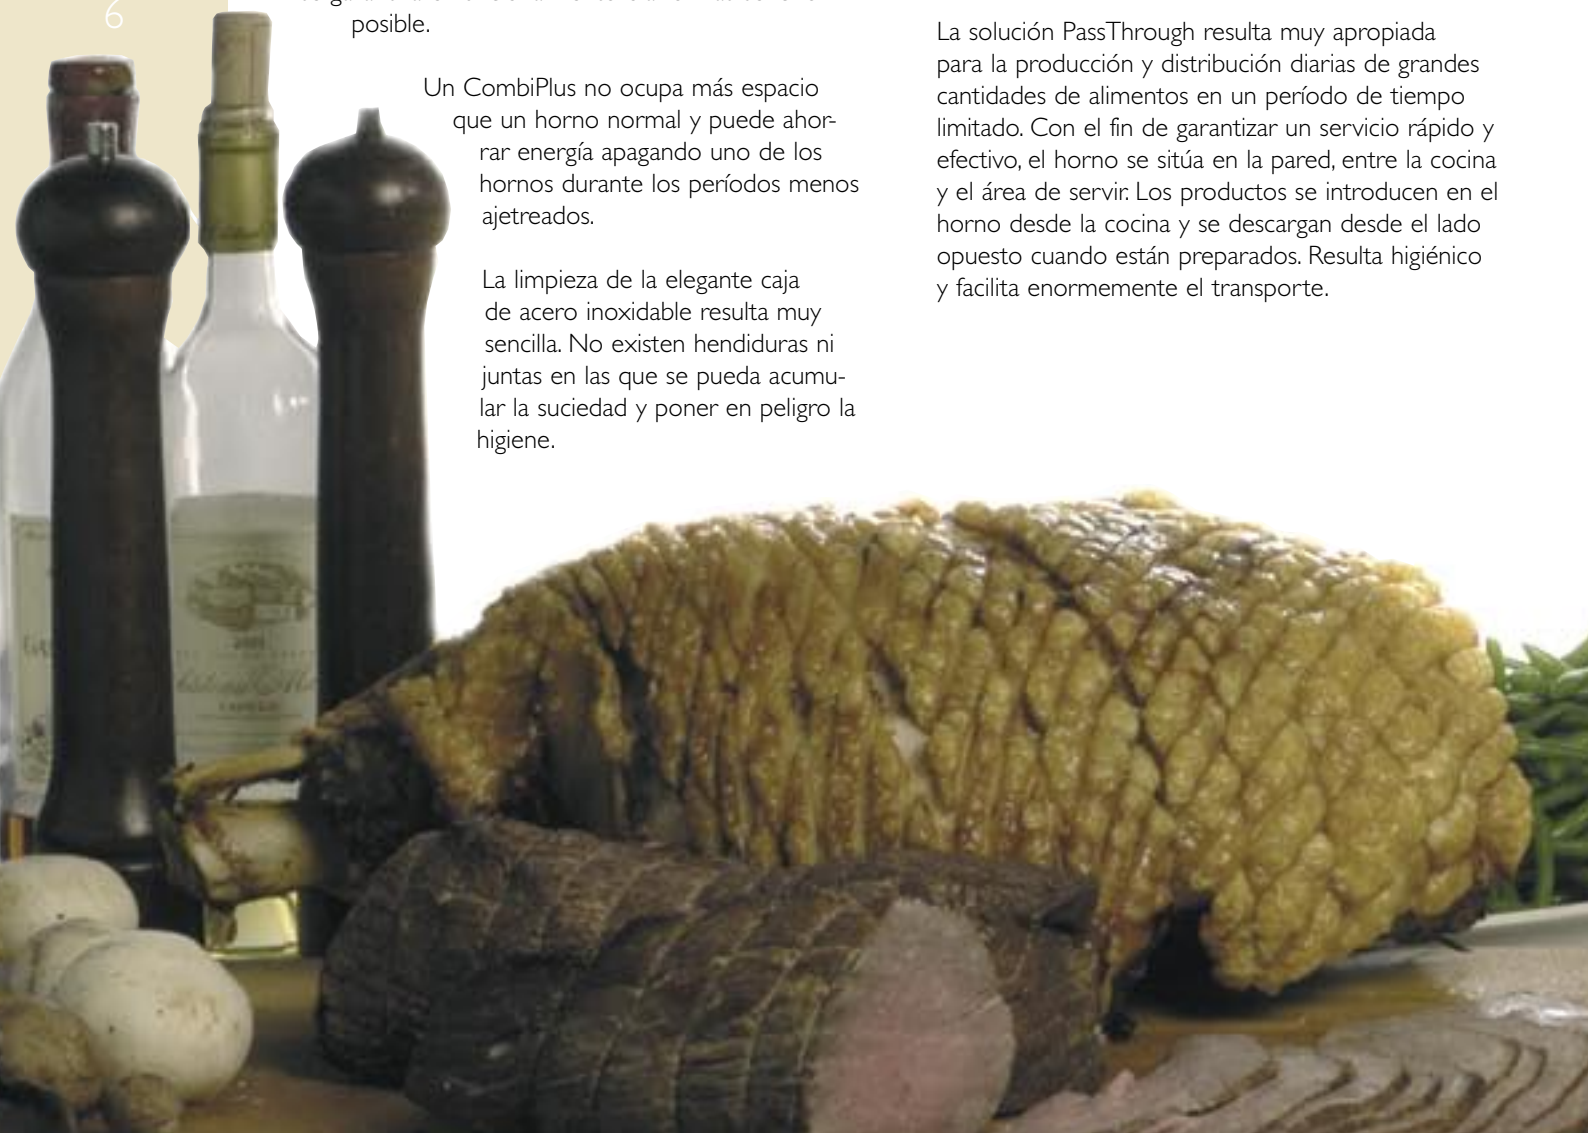 6
posible.
Un CombiPlus no ocupa más espacio
que un horno normal y puede ahor-
rar energía apagando uno de los
hornos durante los períodos menos
ajetreados.
La limpieza de la elegante caja
de acero inoxidable resulta muy
sencilla. No existen hendiduras ni
juntas en las que se pueda acumu-
lar la suciedad y poner en peligro la
higiene.
La solución PassThrough resulta muy apropiada
para la producción y distribución diarias de grandes
cantidades de alimentos en un período de tiempo
limitado. Con el fin de garantizar un servicio rápido y
efectivo, el horno se sitúa en la pared, entre la cocina
y el área de servir. Los productos se introducen en el
horno desde la cocina y se descargan desde el lado
opuesto cuando están preparados. Resulta higiénico
y facilita enormemente el transporte.